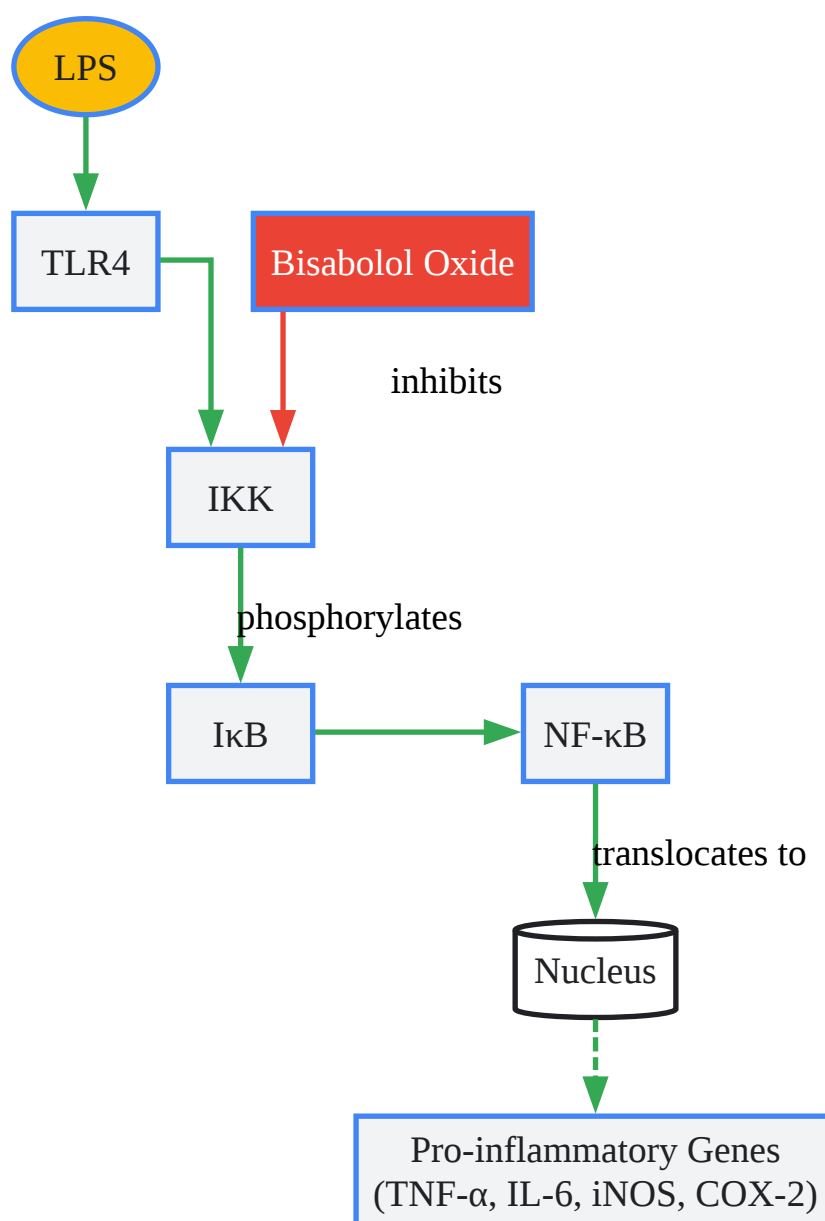 LPS
TLR4
Bisabolol Oxide
inhibits
IKK
phosphorylates
IκB
NF-κB
translocates to
Nucleus
Pro-inflammatory Genes
(TNF-α, IL-6, iNOS, COX-2)